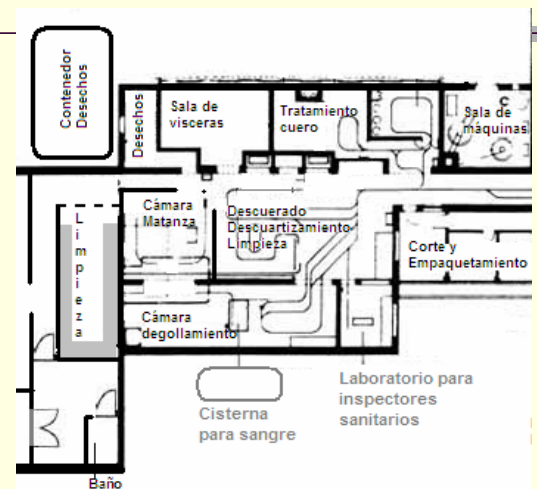 Contenedor
Desechos
Desechos
Sala de
visceras
Tratamiento
cuero
Sala de
máquinas
Limpieza
Cámara
Matanza
Descuerado
Descuartizamiento
Limpieza
Corte y
Empaquetamiento
Cámara
degollamiento
Cisterna
para sangre
Laboratorio para
inspectores
sanitarios
Baño